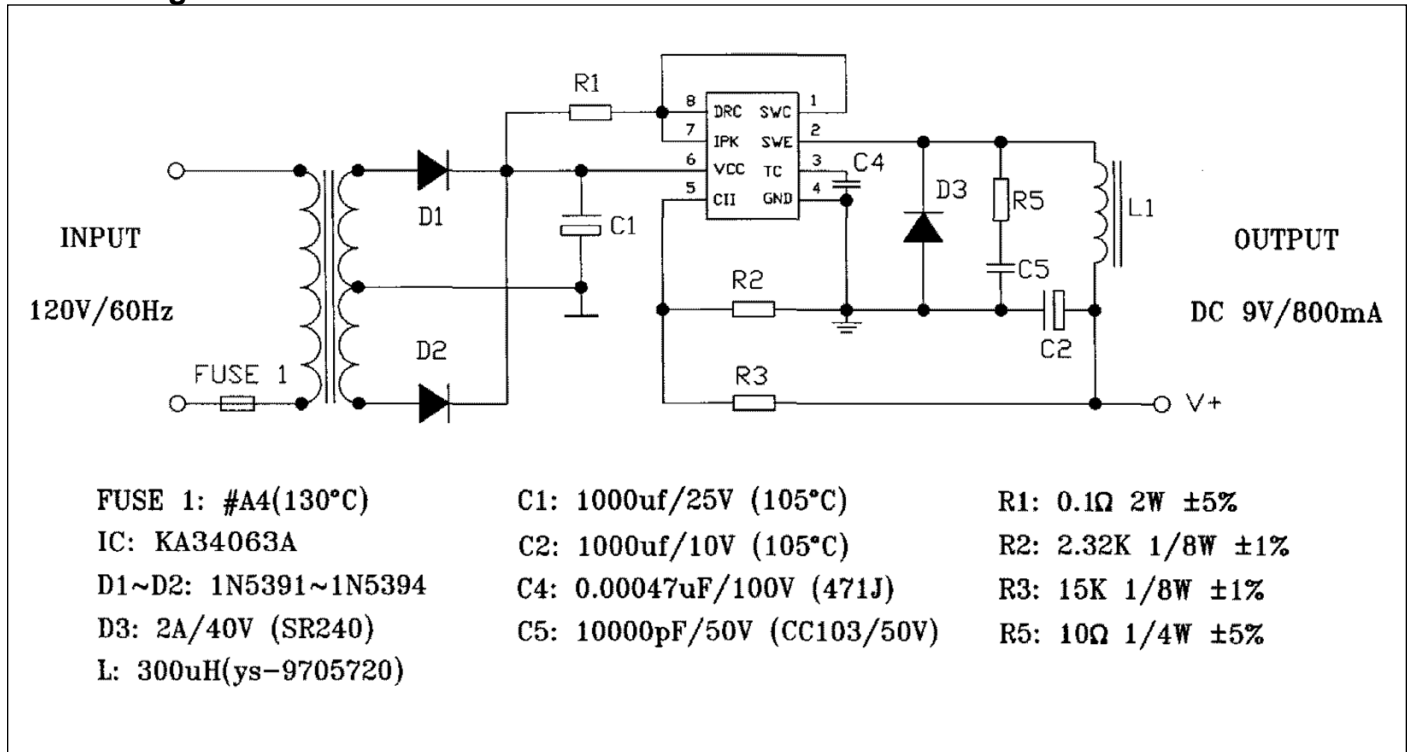 R1
8 DRC SWC 1
7 IPK SWE 2
6 VCC TC 3
5 CII GND 4
C4
D1
C1
D3
R5
L1
INPUT
120V/60Hz
OUTPUT
DC 9V/800mA
R2
C5
C2
D2
FUSE 1
R3
V+
FUSE 1: #A4(130°C)
IC: KA34063A
D1~D2: 1N5391~1N5394
D3: 2A/40V (SR240)
L: 300uH(ys-9705720)
C1: 1000uf/25V (105°C)
C2: 1000uf/10V (105°C)
C4: 0.00047uF/100V (471J)
C5: 10000pF/50V (CC103/50V)
R1: 0.1Ω 2W ±5%
R2: 2.32K 1/8W ±1%
R3: 15K 1/8W ±1%
R5: 10Ω 1/4W ±5%